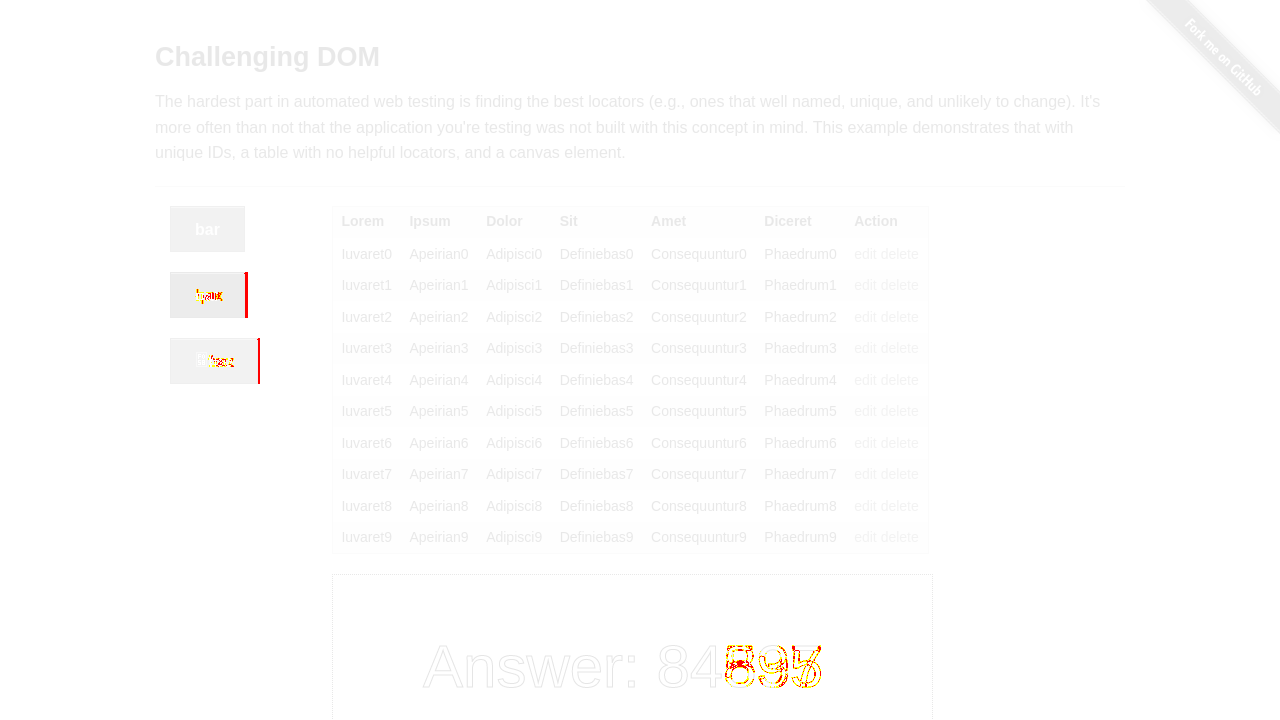 Fork me on GitHub
Challenging DOM
The hardest part in automated web testing is finding the best locators (e.g., ones that well named, unique, and unlikely to change). It's
more often than not that the application you're testing was not built with this concept in mind. This example demonstrates that with
unique IDs, a table with no helpful locators, and a canvas element.
bar
Lorem Ipsum Dolor Sit Amet Diceret Action
Iuvaret0 Apeirian0 Adipisci0 Definiebas0 Consequuntur0 Phaedrum0 edit delete
Iuvaret1 Apeirian1 Adipisci1 Definiebas1 Consequuntur1 Phaedrum1 edit delete
Iuvaret2 Apeirian2 Adipisci2 Definiebas2 Consequuntur2 Phaedrum2 edit delete
Iuvaret3 Apeirian3 Adipisci3 Definiebas3 Consequuntur3 Phaedrum3 edit delete
Iuvaret4 Apeirian4 Adipisci4 Definiebas4 Consequuntur4 Phaedrum4 edit delete
Iuvaret5 Apeirian5 Adipisci5 Definiebas5 Consequuntur5 Phaedrum5 edit delete
Iuvaret6 Apeirian6 Adipisci6 Definiebas6 Consequuntur6 Phaedrum6 edit delete
Iuvaret7 Apeirian7 Adipisci7 Definiebas7 Consequuntur7 Phaedrum7 edit delete
Iuvaret8 Apeirian8 Adipisci8 Definiebas8 Consequuntur8 Phaedrum8 edit delete
Iuvaret9 Apeirian9 Adipisci9 Definiebas9 Consequuntur9 Phaedrum9 edit delete
Answer: